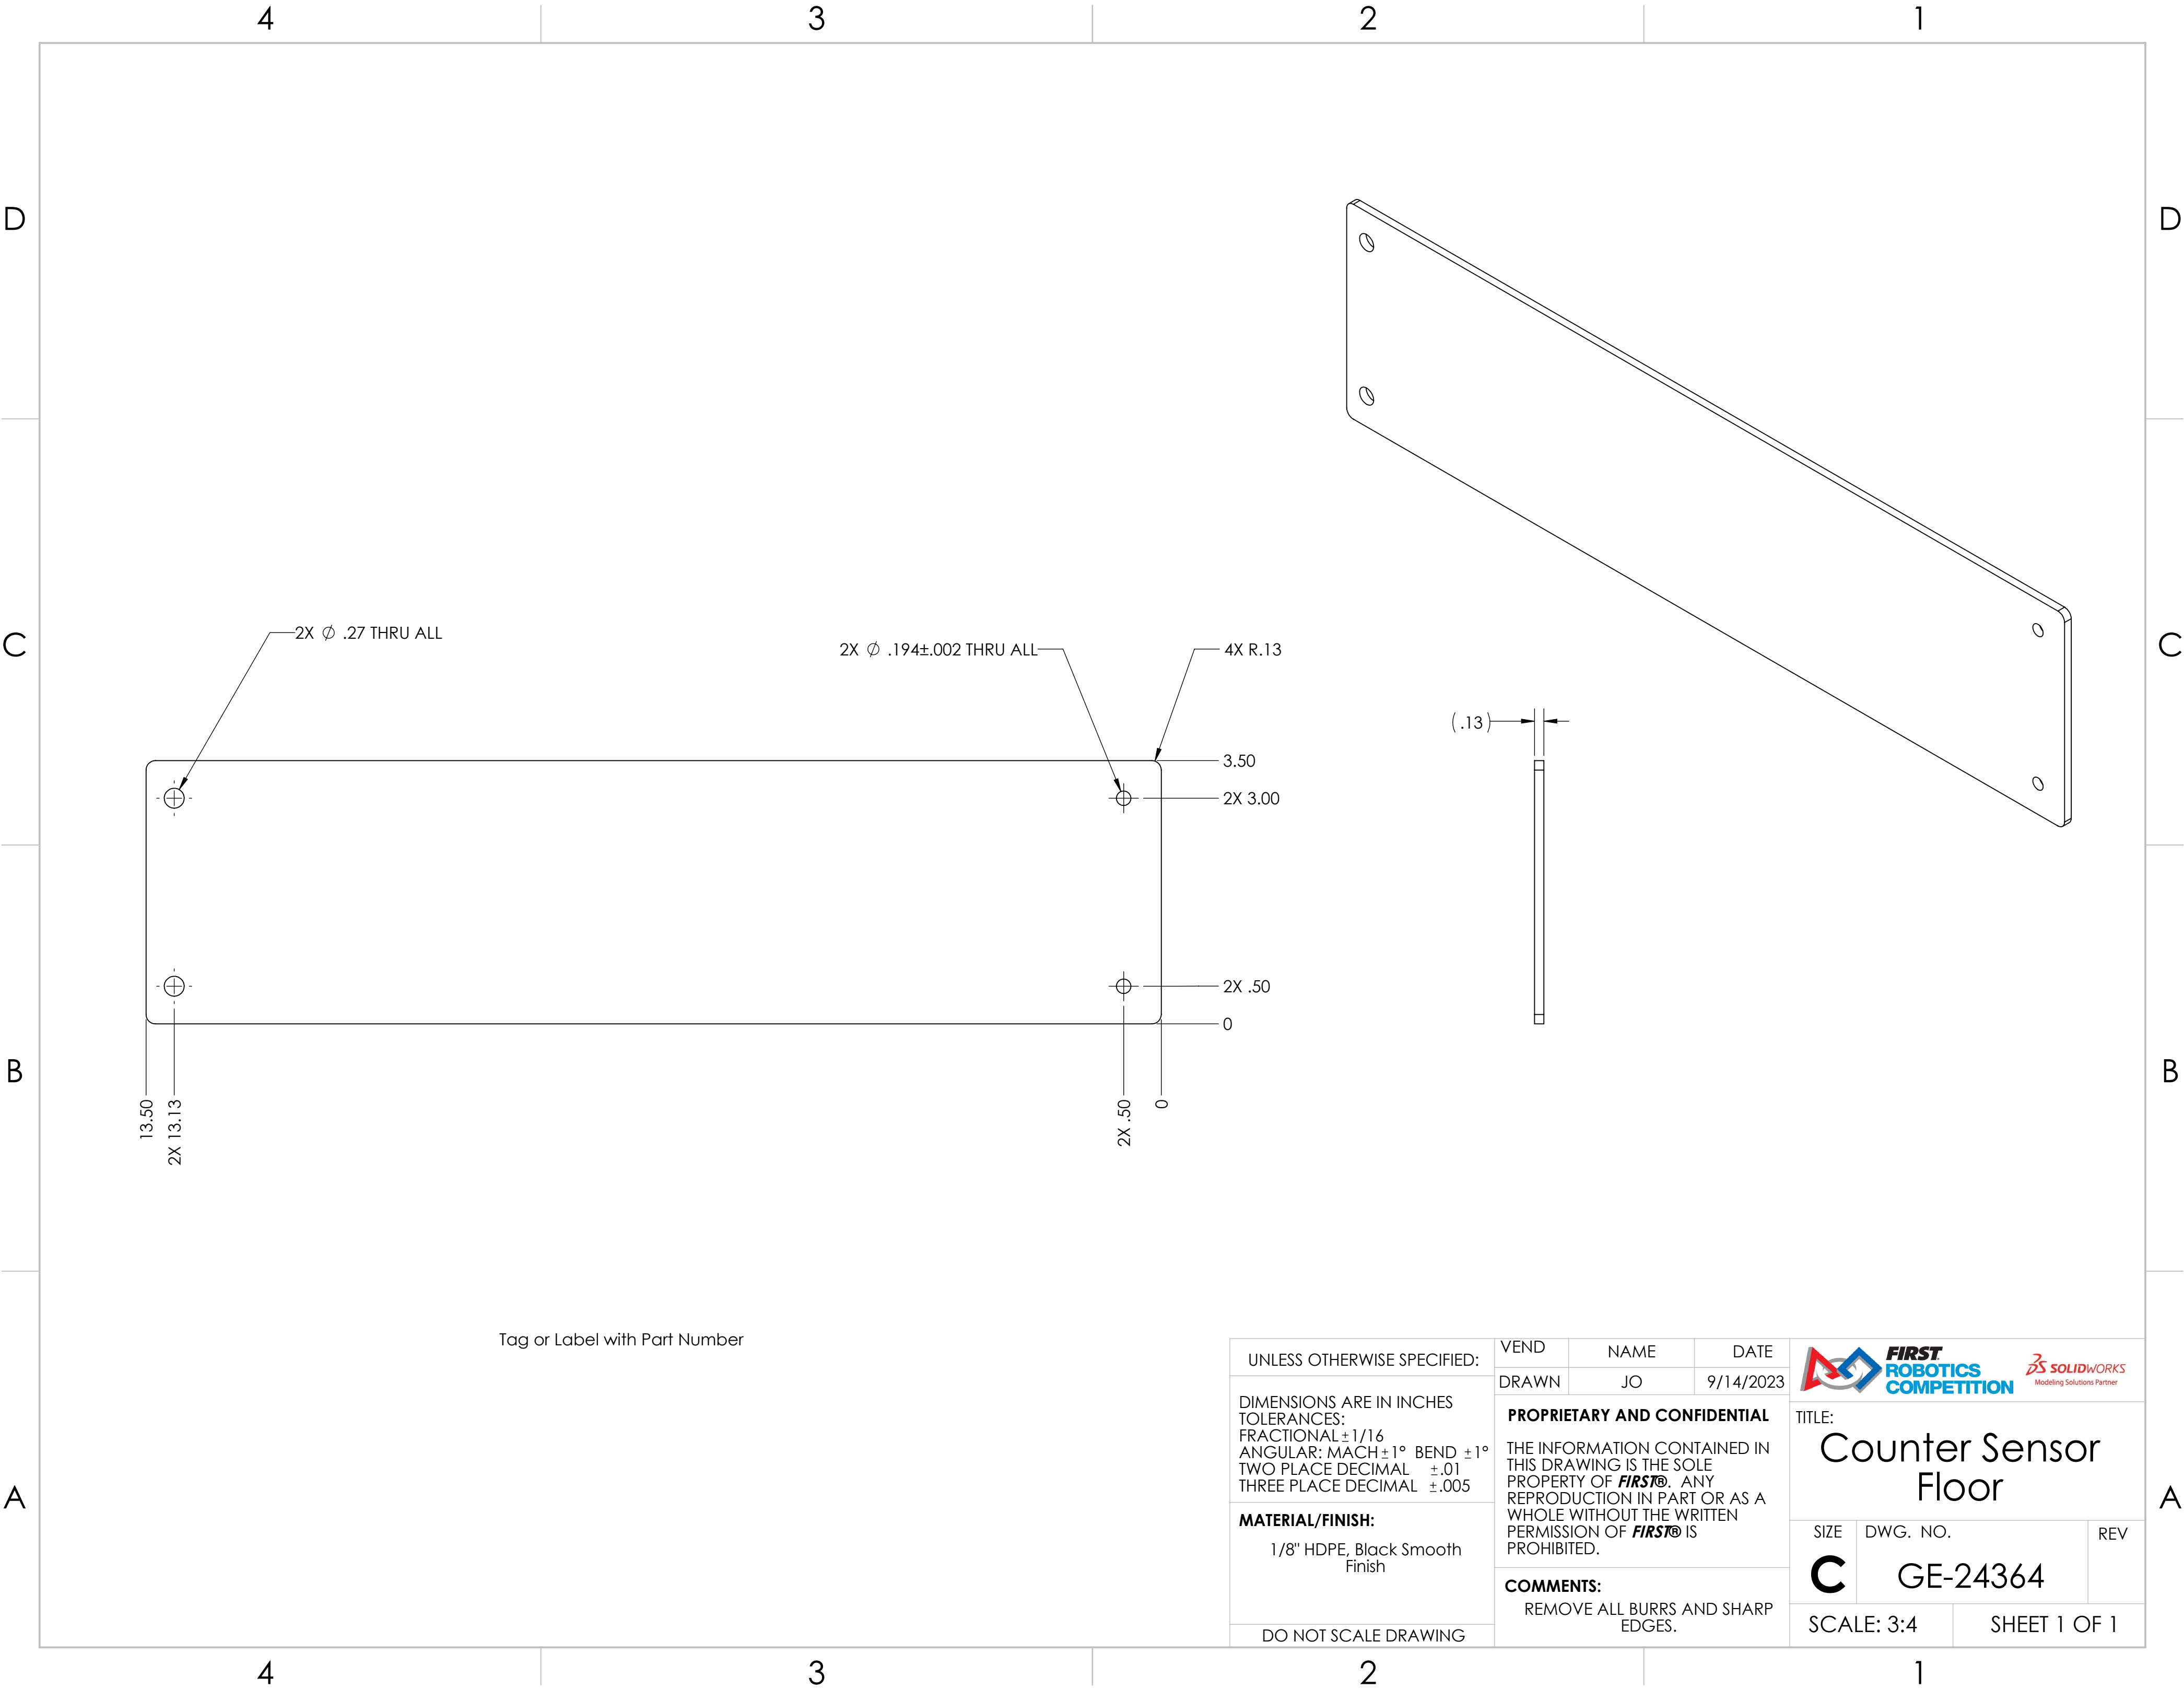 4 3 2 1
D D
C C
B B
A A
2X ⌀ .27 THRU ALL
2X ⌀ .194±.002 THRU ALL
4X R.13
(.13)
3.50
2X 3.00
2X .50
0
13.50
2X 13.13
2X .50
0
Tag or Label with Part Number
UNLESS OTHERWISE SPECIFIED:
DIMENSIONS ARE IN INCHES
TOLERANCES:
FRACTIONAL ±1/16
ANGULAR: MACH ±1° BEND ±1°
TWO PLACE DECIMAL ±.01
THREE PLACE DECIMAL ±.005
MATERIAL/FINISH:
1/8" HDPE, Black Smooth
Finish
DO NOT SCALE DRAWING
VEND NAME DATE
DRAWN JO 9/14/2023
PROPRIETARY AND CONFIDENTIAL
THE INFORMATION CONTAINED IN
THIS DRAWING IS THE SOLE
PROPERTY OF FIRST®. ANY
REPRODUCTION IN PART OR AS A
WHOLE WITHOUT THE WRITTEN
PERMISSION OF FIRST® IS
PROHIBITED.
COMMENTS:
REMOVE ALL BURRS AND SHARP
EDGES.
FIRST
ROBOTICS
COMPETITION
SOLIDWORKS
Modeling Solutions Partner
TITLE:
Counter Sensor
Floor
SIZE DWG. NO. REV
C GE-24364
SCALE: 3:4 SHEET 1 OF 1
4 3 2 1